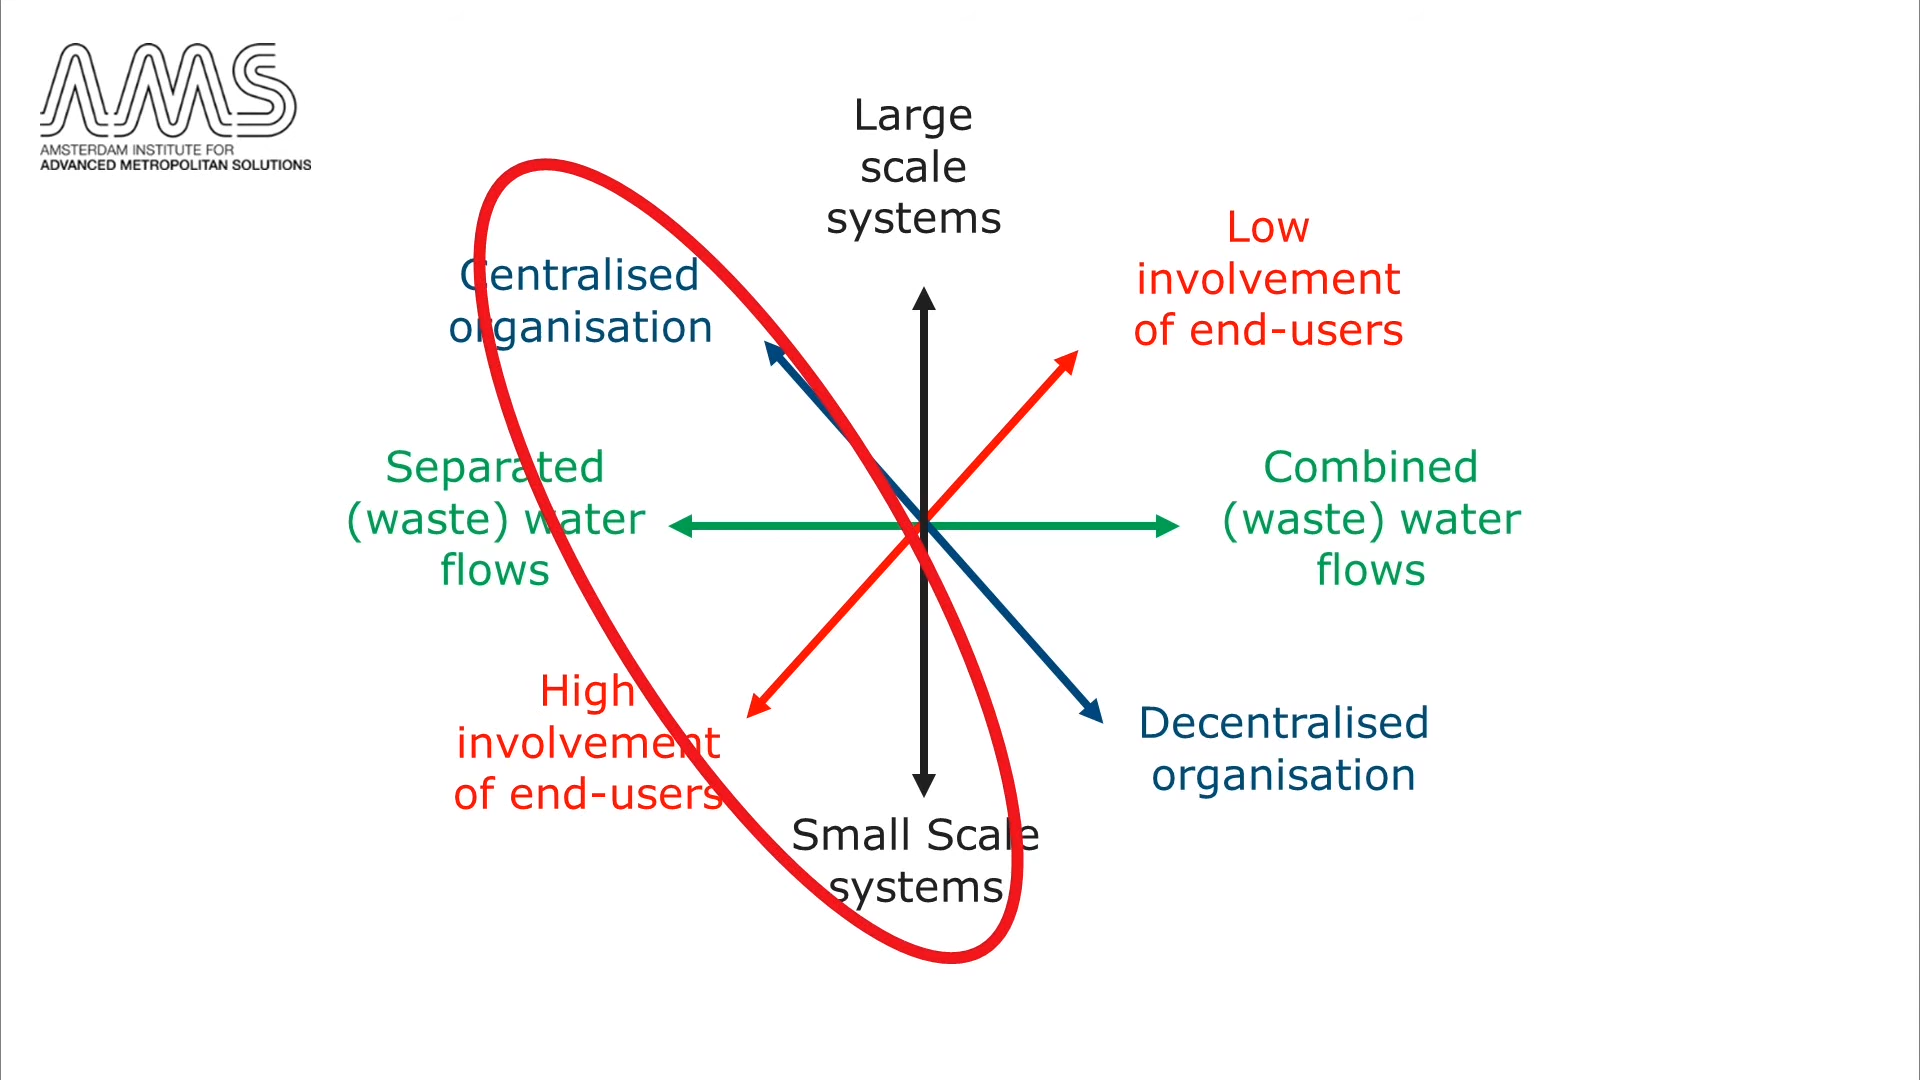 AMS
AMSTERDAM INSTITUTE FOR
ADVANCED METROPOLITAN SOLUTIONS
Large
scale
systems
Low
involvement
of end-users
Centralised
organisation
Separated
(waste) water
flows
Combined
(waste) water
flows
High
involvement
of end-users
Decentralised
organisation
Small Scale
systems